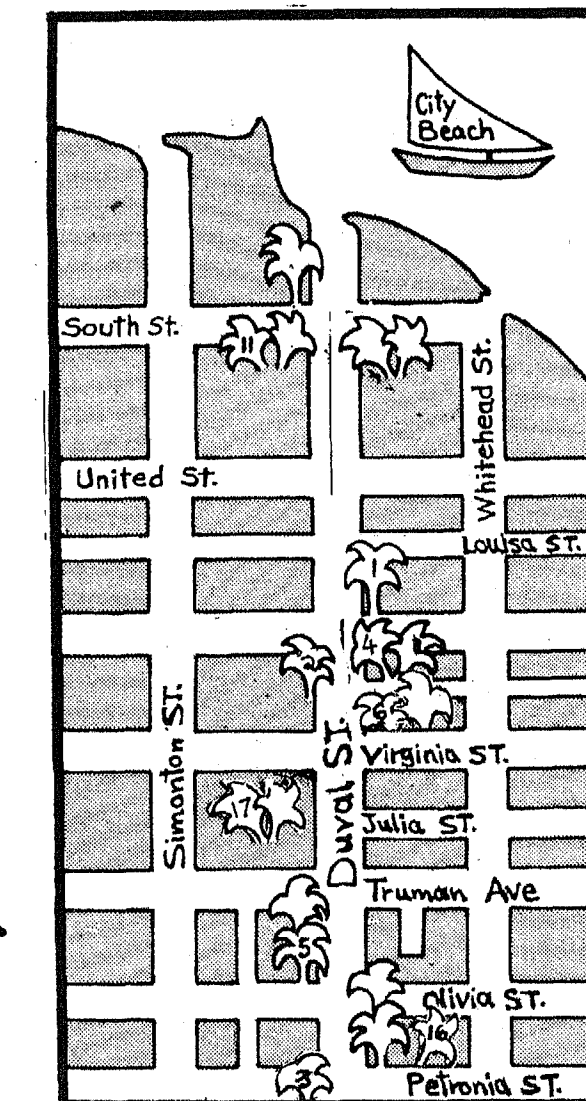 City
Beach
South St.
11
Whitehead St.
United St.
Louisa ST.
1
4
2
6
Simonton ST.
Duval ST.
Virginia ST.
17
Julia ST.
Truman Ave
5
Olivia ST.
16
3
Petronia ST.